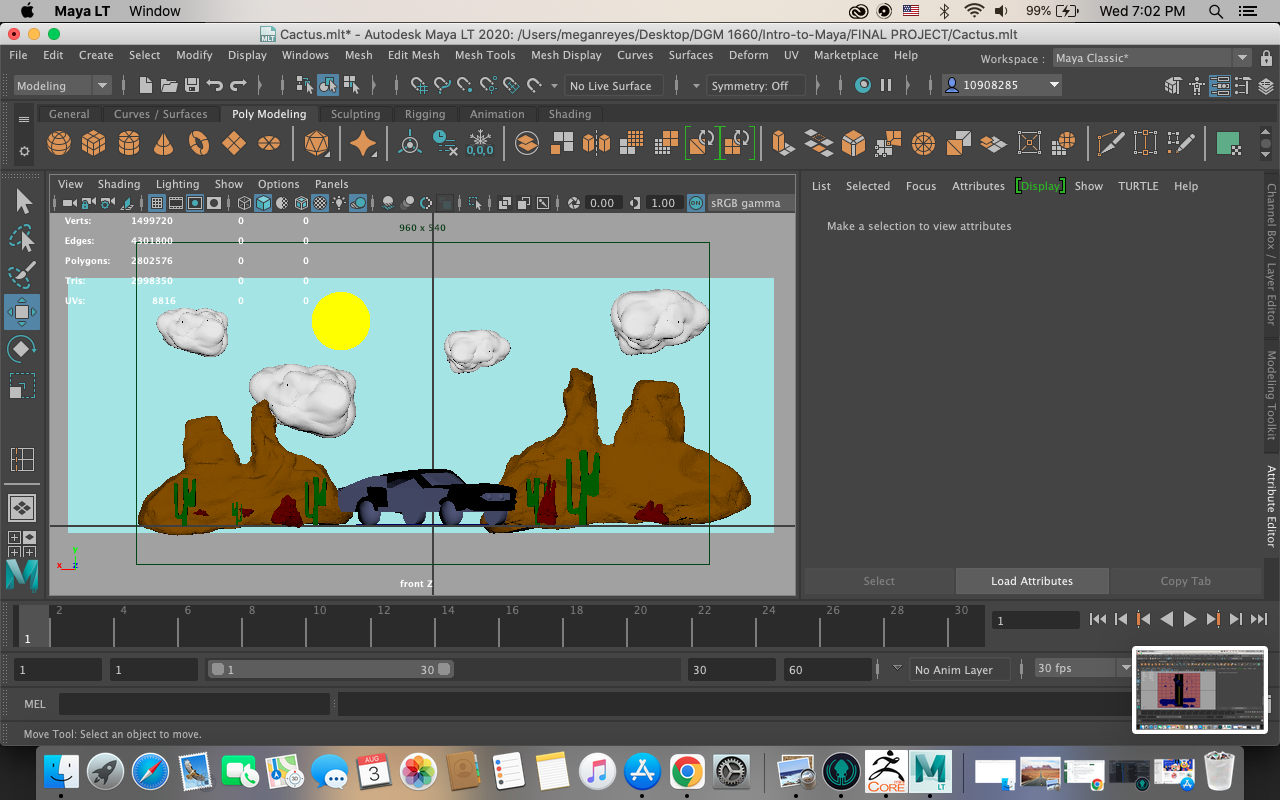 Maya LT Window 99% Wed 7:02 PM
MLT Cactus.mlt* - Autodesk Maya LT 2020: /Users/meganreyes/Desktop/DGM 1660/Intro-to-Maya/FINAL PROJECT/Cactus.mlt
File Edit Create Select Modify Display Windows Mesh Edit Mesh Mesh Tools Mesh Display Curves Surfaces Deform UV Marketplace Help Workspace : Maya Classic*
Modeling No Live Surface Symmetry: Off 10908285
General Curves / Surfaces Poly Modeling Sculpting Rigging Animation Shading
0,0,0
View Shading Lighting Show Options Panels
List Selected Focus Attributes Display Show TURTLE Help
0.00 1.00 ON sRGB gamma
Verts: 1499720 0 0
Edges: 4301800 0 0
Polygons: 2802576 0 0
Tris: 2998350 0 0
UVs: 8816 0 0
960 x 540
Make a selection to view attributes
Channel Box / Layer Editor
Modeling Toolkit
Attribute Editor
y
x z
front Z
Select Load Attributes Copy Tab
2 4 6 8 10 12 14 16 18 20 22 24 26 28 30
1 1
1 1 1 30 30 60 No Anim Layer 30 fps
MEL
Move Tool: Select an object to move.
AUG
3
CORE
LT